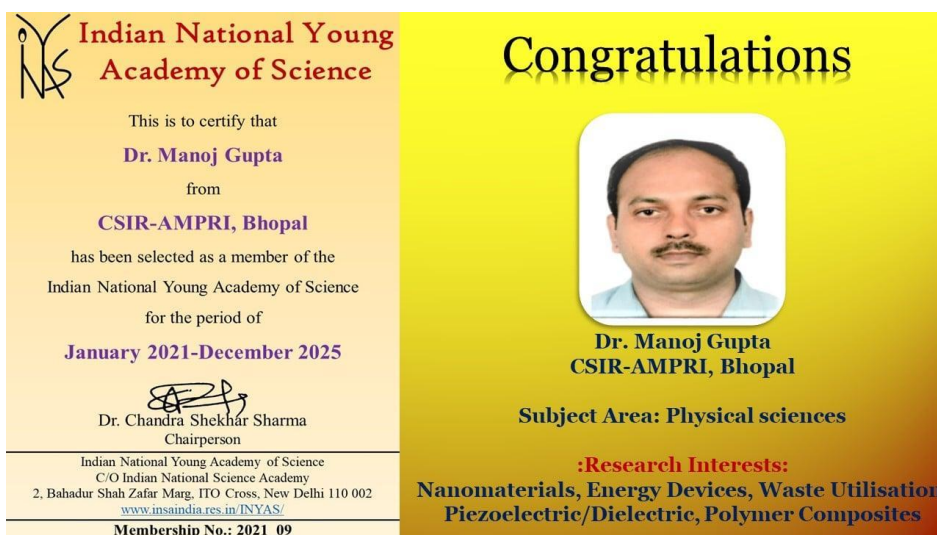 INYAS
Indian National Young
Academy of Science
This is to certify that
Dr. Manoj Gupta
from
CSIR-AMPRI, Bhopal
has been selected as a member of the
Indian National Young Academy of Science
for the period of
January 2021-December 2025
Dr. Chandra Shekhar Sharma
Chairperson
Indian National Young Academy of Science
C/O Indian National Science Academy
2, Bahadur Shah Zafar Marg, ITO Cross, New Delhi 110 002
www.insaindia.res.in/INYAS/
Membership No.: 2021_09
Congratulations
Dr. Manoj Gupta
CSIR-AMPRI, Bhopal
Subject Area: Physical sciences
:Research Interests:
Nanomaterials, Energy Devices, Waste Utilisation
Piezoelectric/Dielectric, Polymer Composites